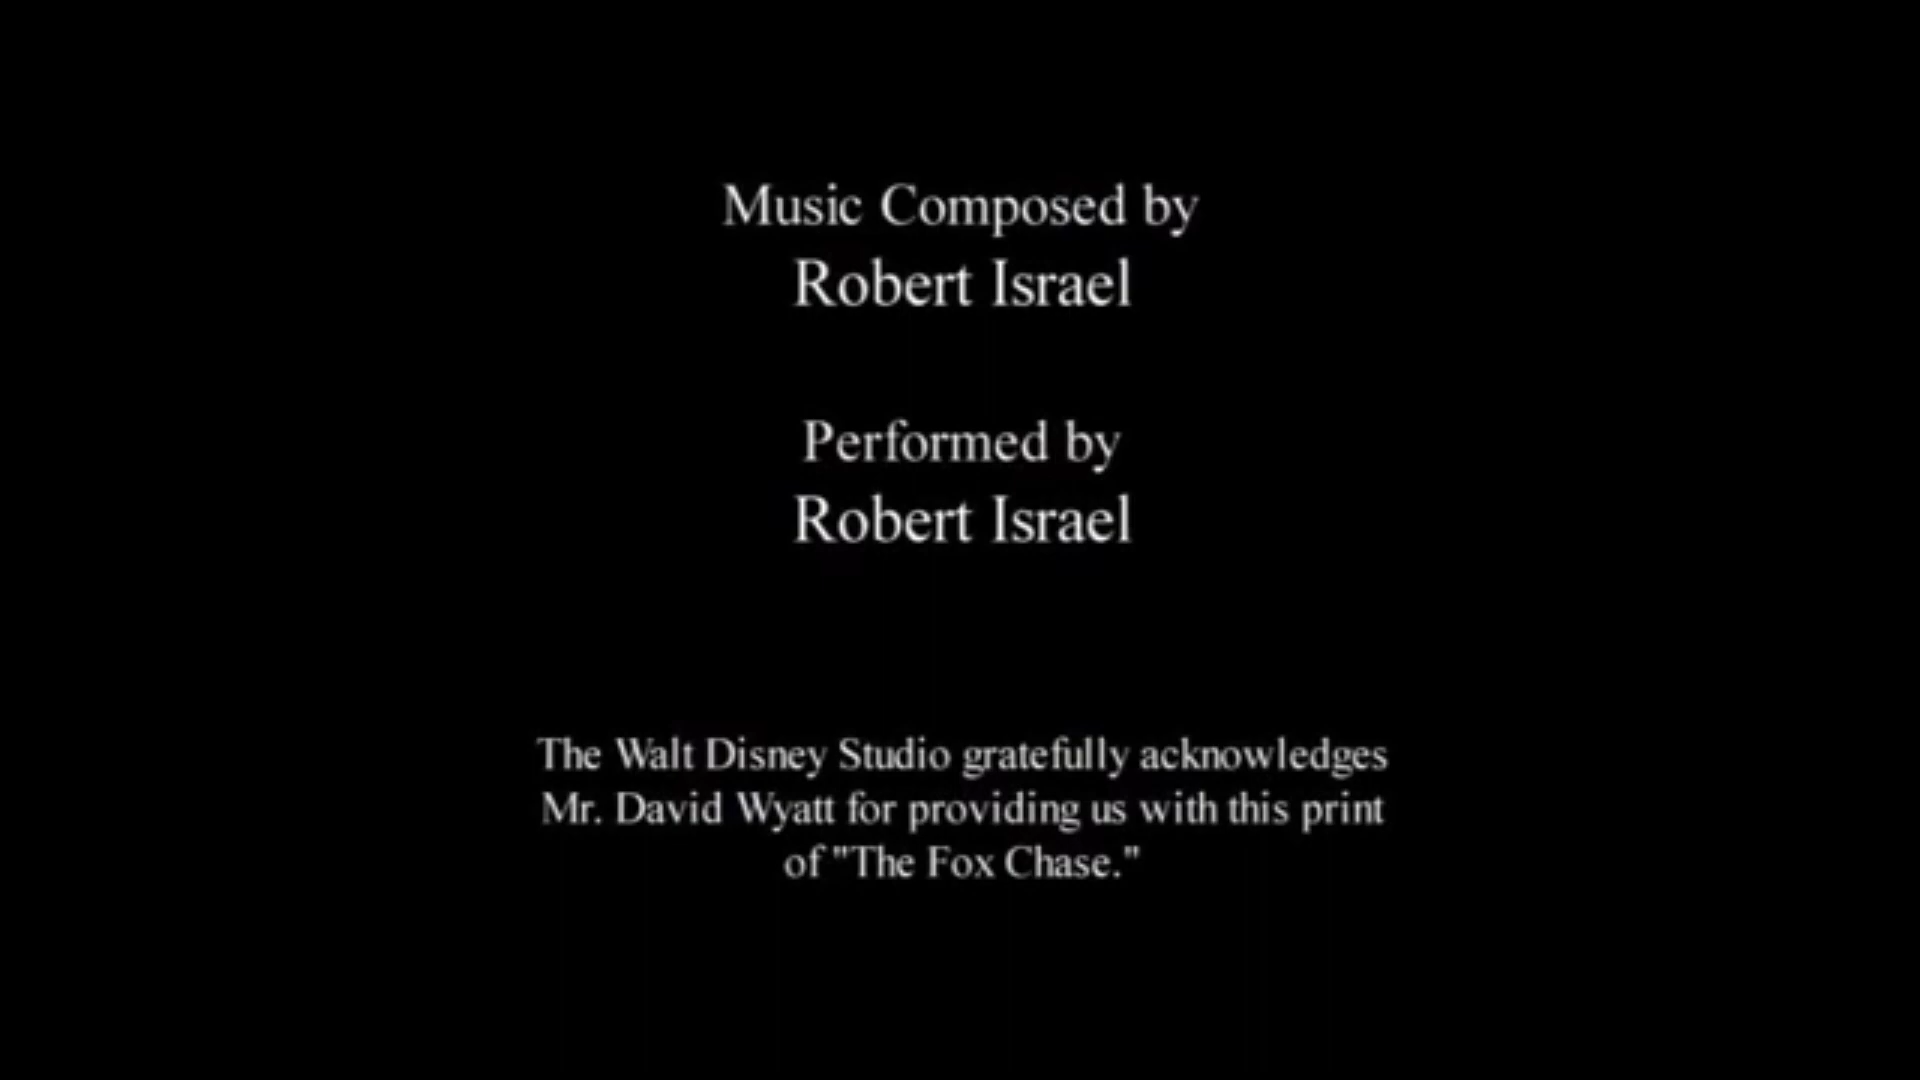 Music Composed by
Robert Israel
Performed by
Robert Israel
The Walt Disney Studio gratefully acknowledges
Mr. David Wyatt for providing us with this print
of "The Fox Chase."